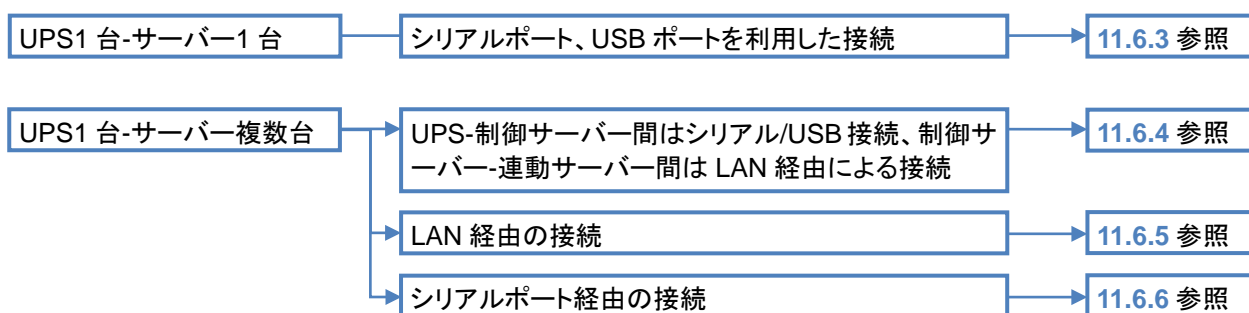 UPS1 台-サーバー1 台
シリアルポート、USB ポートを利用した接続
11.6.3 参照
UPS1 台-サーバー複数台
UPS-制御サーバー間はシリアル/USB 接続、制御サ
ーバー-連動サーバー間は LAN 経由による接続
11.6.4 参照
LAN 経由の接続
11.6.5 参照
シリアルポート経由の接続
11.6.6 参照